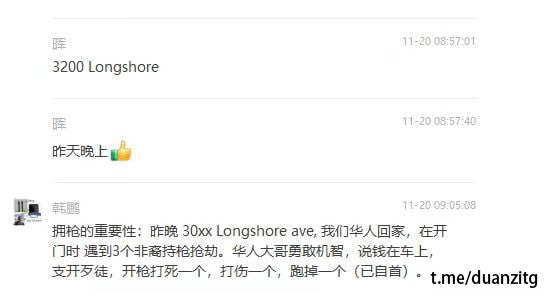 晖
11-20 08:57:01
3200 Longshore
晖
11-20 08:57:40
昨天晚上👍
韩鹏
11-20 09:05:08
拥枪的重要性：昨晚 30xx Longshore ave, 我们华人回家，在开
门时 遇到3个非裔持枪抢劫。华人大哥勇敢机智，说钱在车上，
支开歹徒，开枪打死一个，打伤一个，跑掉一个（已自首）。
t.me/duanzitg